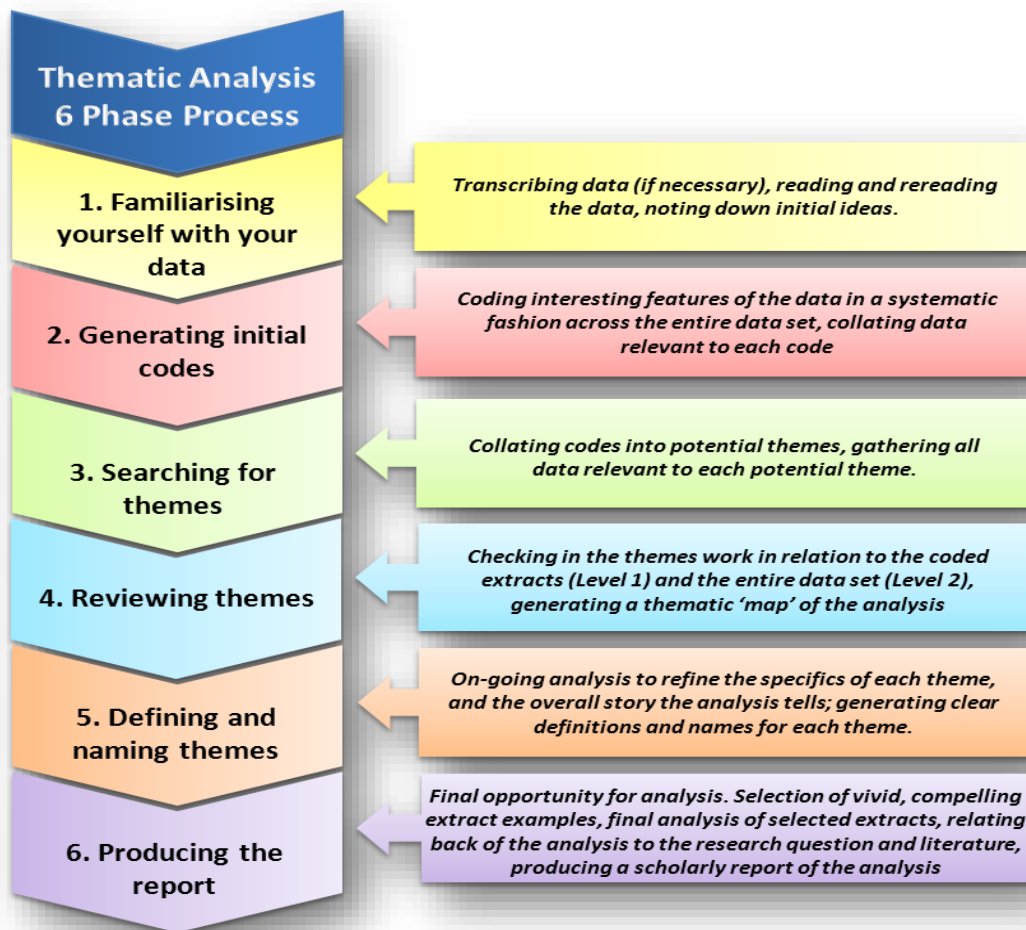 Thematic Analysis
6 Phase Process
1. Familiarising
yourself with your
data
Transcribing data (if necessary), reading and rereading
the data, noting down initial ideas.
2. Generating initial
codes
Coding interesting features of the data in a systematic
fashion across the entire data set, collating data
relevant to each code
3. Searching for
themes
Collating codes into potential themes, gathering all
data relevant to each potential theme.
4. Reviewing themes
Checking in the themes work in relation to the coded
extracts (Level 1) and the entire data set (Level 2),
generating a thematic ‘map’ of the analysis
5. Defining and
naming themes
On-going analysis to refine the specifics of each theme,
and the overall story the analysis tells; generating clear
definitions and names for each theme.
6. Producing the
report
Final opportunity for analysis. Selection of vivid, compelling
extract examples, final analysis of selected extracts, relating
back of the analysis to the research question and literature,
producing a scholarly report of the analysis